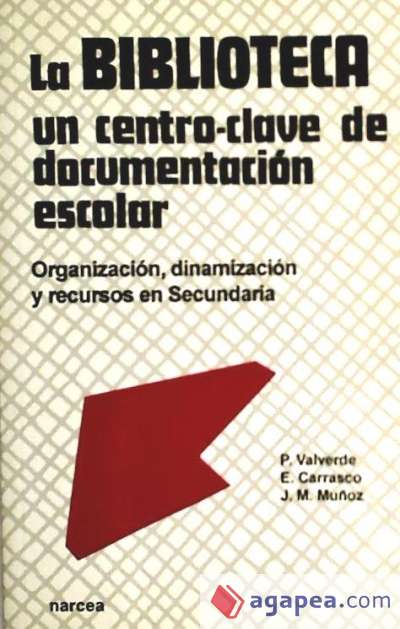 La BIBLIOTECA
un centro-clave de
documentación
escolar
Organización, dinamización
y recursos en Secundaria
P. Valverde
E. Carrasco
J. M. Muñoz
narcea
agapea.com